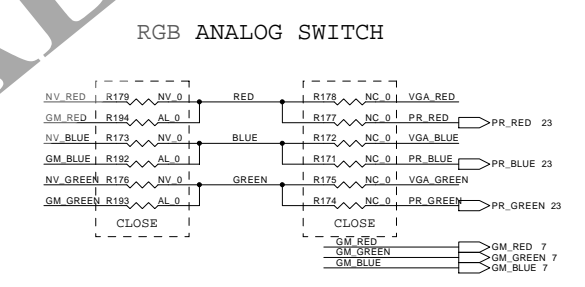 RGB ANALOG SWITCH
NV_RED R179 NV_0 RED R178 NC_0 VGA_RED
GM_RED R194 AL_0 R177 NC_0 PR_RED PR_RED 23
NV_BLUE R173 NV_0 BLUE R172 NC_0 VGA_BLUE
GM_BLUE R192 AL_0 R171 NC_0 PR_BLUE PR_BLUE 23
NV_GREEN R176 NV_0 GREEN R175 NC_0 VGA_GREEN
GM_GREEN R193 AL_0 R174 NC_0 PR_GREEN PR_GREEN 23
CLOSE CLOSE
GM_RED GM_RED 7
GM_GREEN GM_GREEN 7
GM_BLUE GM_BLUE 7